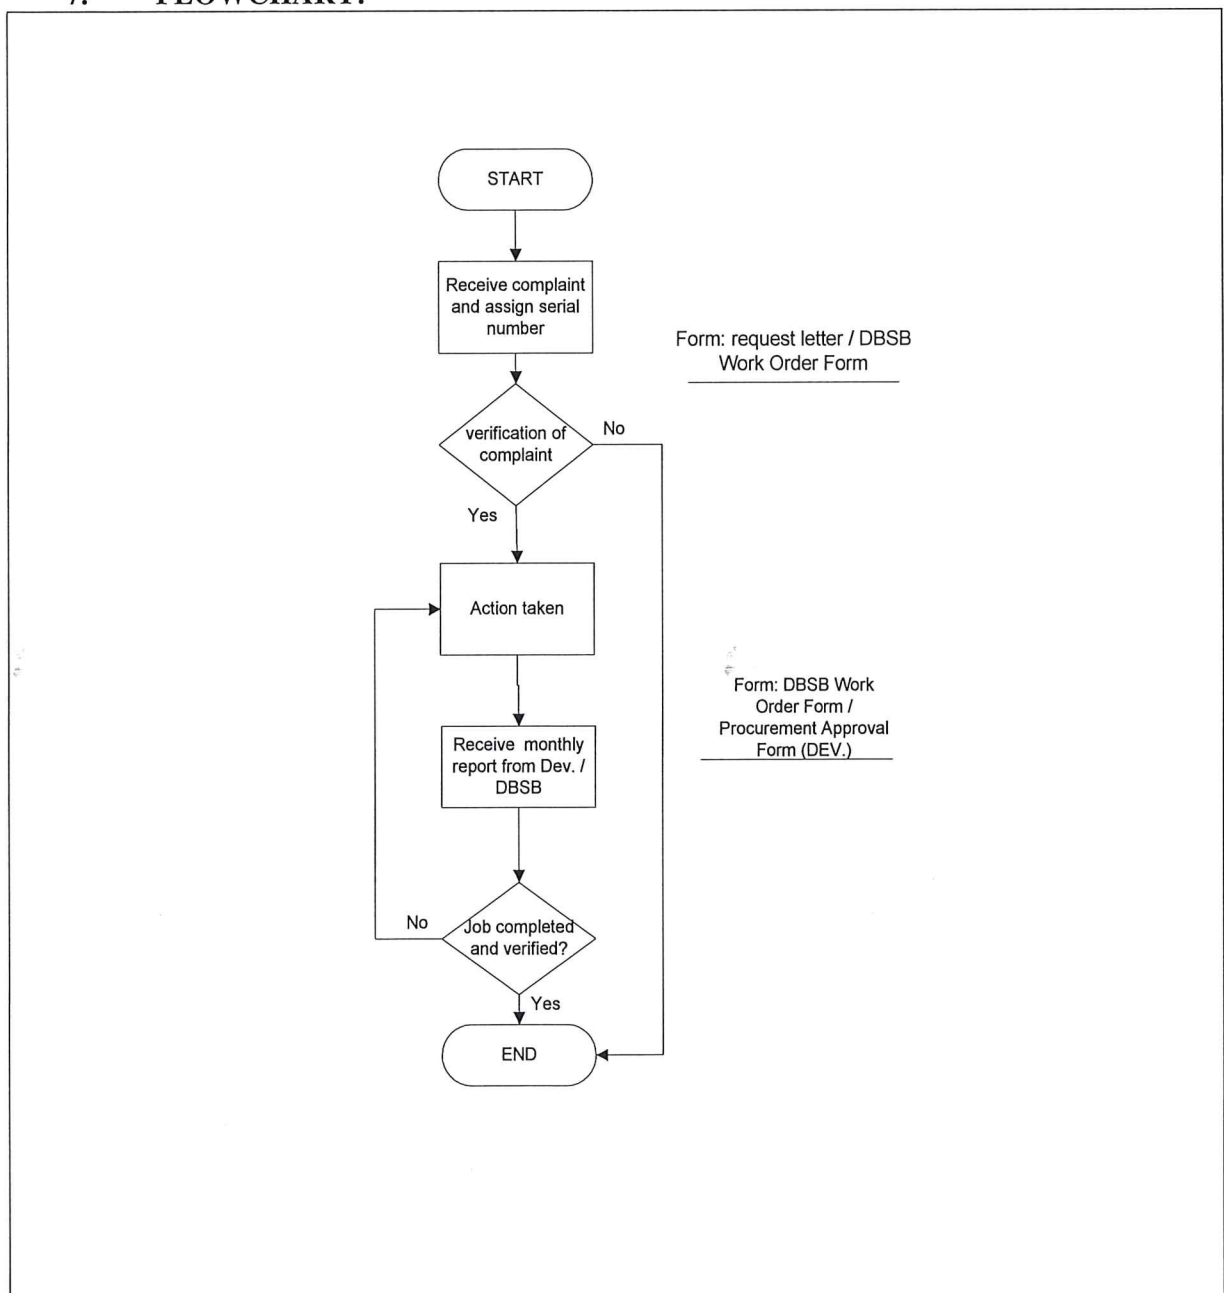 7. FLOWCHART:
START
Receive complaint
and assign serial
number
Form: request letter / DBSB
Work Order Form
verification of
complaint
No
Yes
Action taken
Form: DBSB Work
Order Form /
Procurement Approval
Form (DEV.)
Receive monthly
report from Dev. /
DBSB
No
Job completed
and verified?
Yes
END